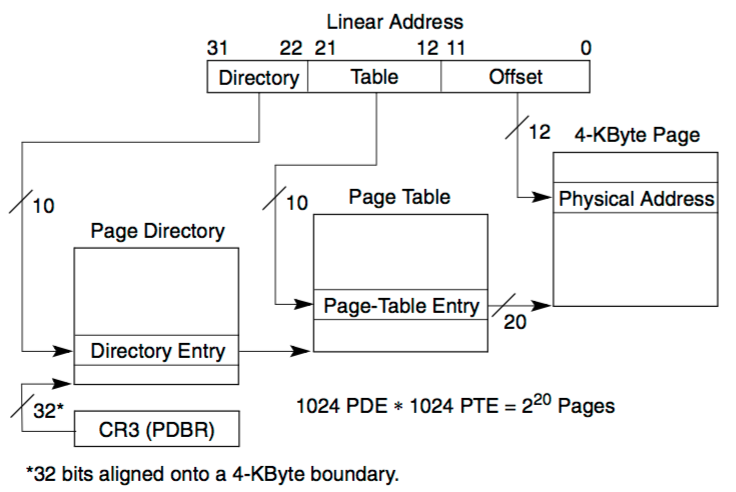 Linear Address
31 22 21 12 11 0
Directory Table Offset
12 4-KByte Page
Physical Address
10
10 Page Table
Page Directory
Page-Table Entry
20
Directory Entry
32*
CR3 (PDBR)
1024 PDE * 1024 PTE = 2²⁰ Pages
*32 bits aligned onto a 4-KByte boundary.